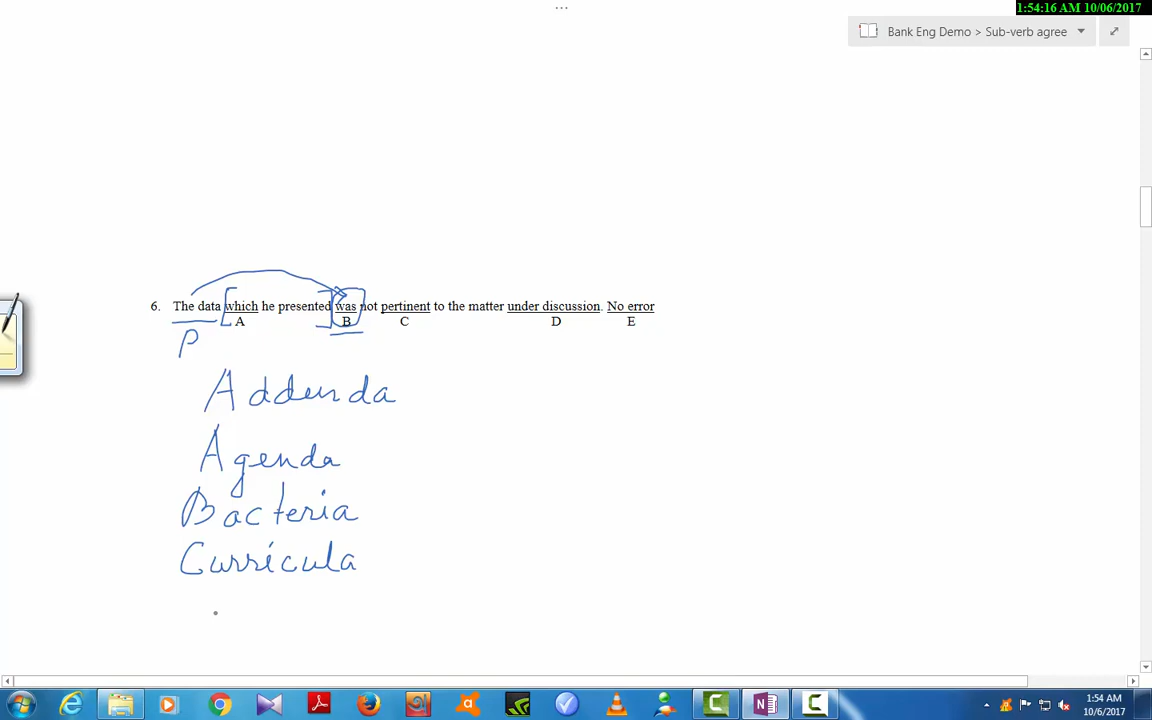 1:54:16 AM 10/06/2017
Bank Eng Demo > Sub-verb agree
6. The data which he presented was not pertinent to the matter under discussion. No error
A B C D E
P
Addenda
Agenda
Bacteria
Curricula
1:54 AM
10/6/2017